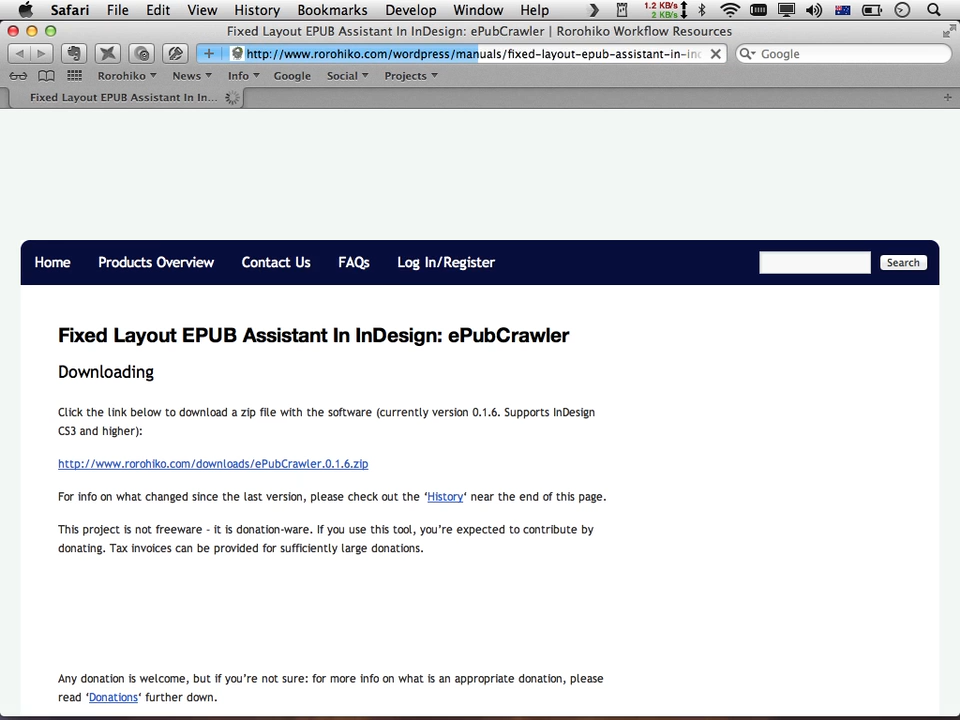 Safari File Edit View History Bookmarks Develop Window Help 1.2 KB/s 2 KB/s
Fixed Layout EPUB Assistant In InDesign: ePubCrawler | Rorohiko Workflow Resources
http://www.rorohiko.com/wordpress/manuals/fixed-layout-epub-assistant-in-ind Google
Rorohiko News Info Google Social Projects
Fixed Layout EPUB Assistant In In...
Home Products Overview Contact Us FAQs Log In/Register Search
Fixed Layout EPUB Assistant In InDesign: ePubCrawler
Downloading
Click the link below to download a zip file with the software (currently version 0.1.6. Supports InDesign
CS3 and higher):
http://www.rorohiko.com/downloads/ePubCrawler.0.1.6.zip
For info on what changed since the last version, please check out the ‘History‘ near the end of this page.
This project is not freeware – it is donation-ware. If you use this tool, you’re expected to contribute by
donating. Tax invoices can be provided for sufficiently large donations.
Any donation is welcome, but if you’re not sure: for more info on what is an appropriate donation, please
read ‘Donations‘ further down.